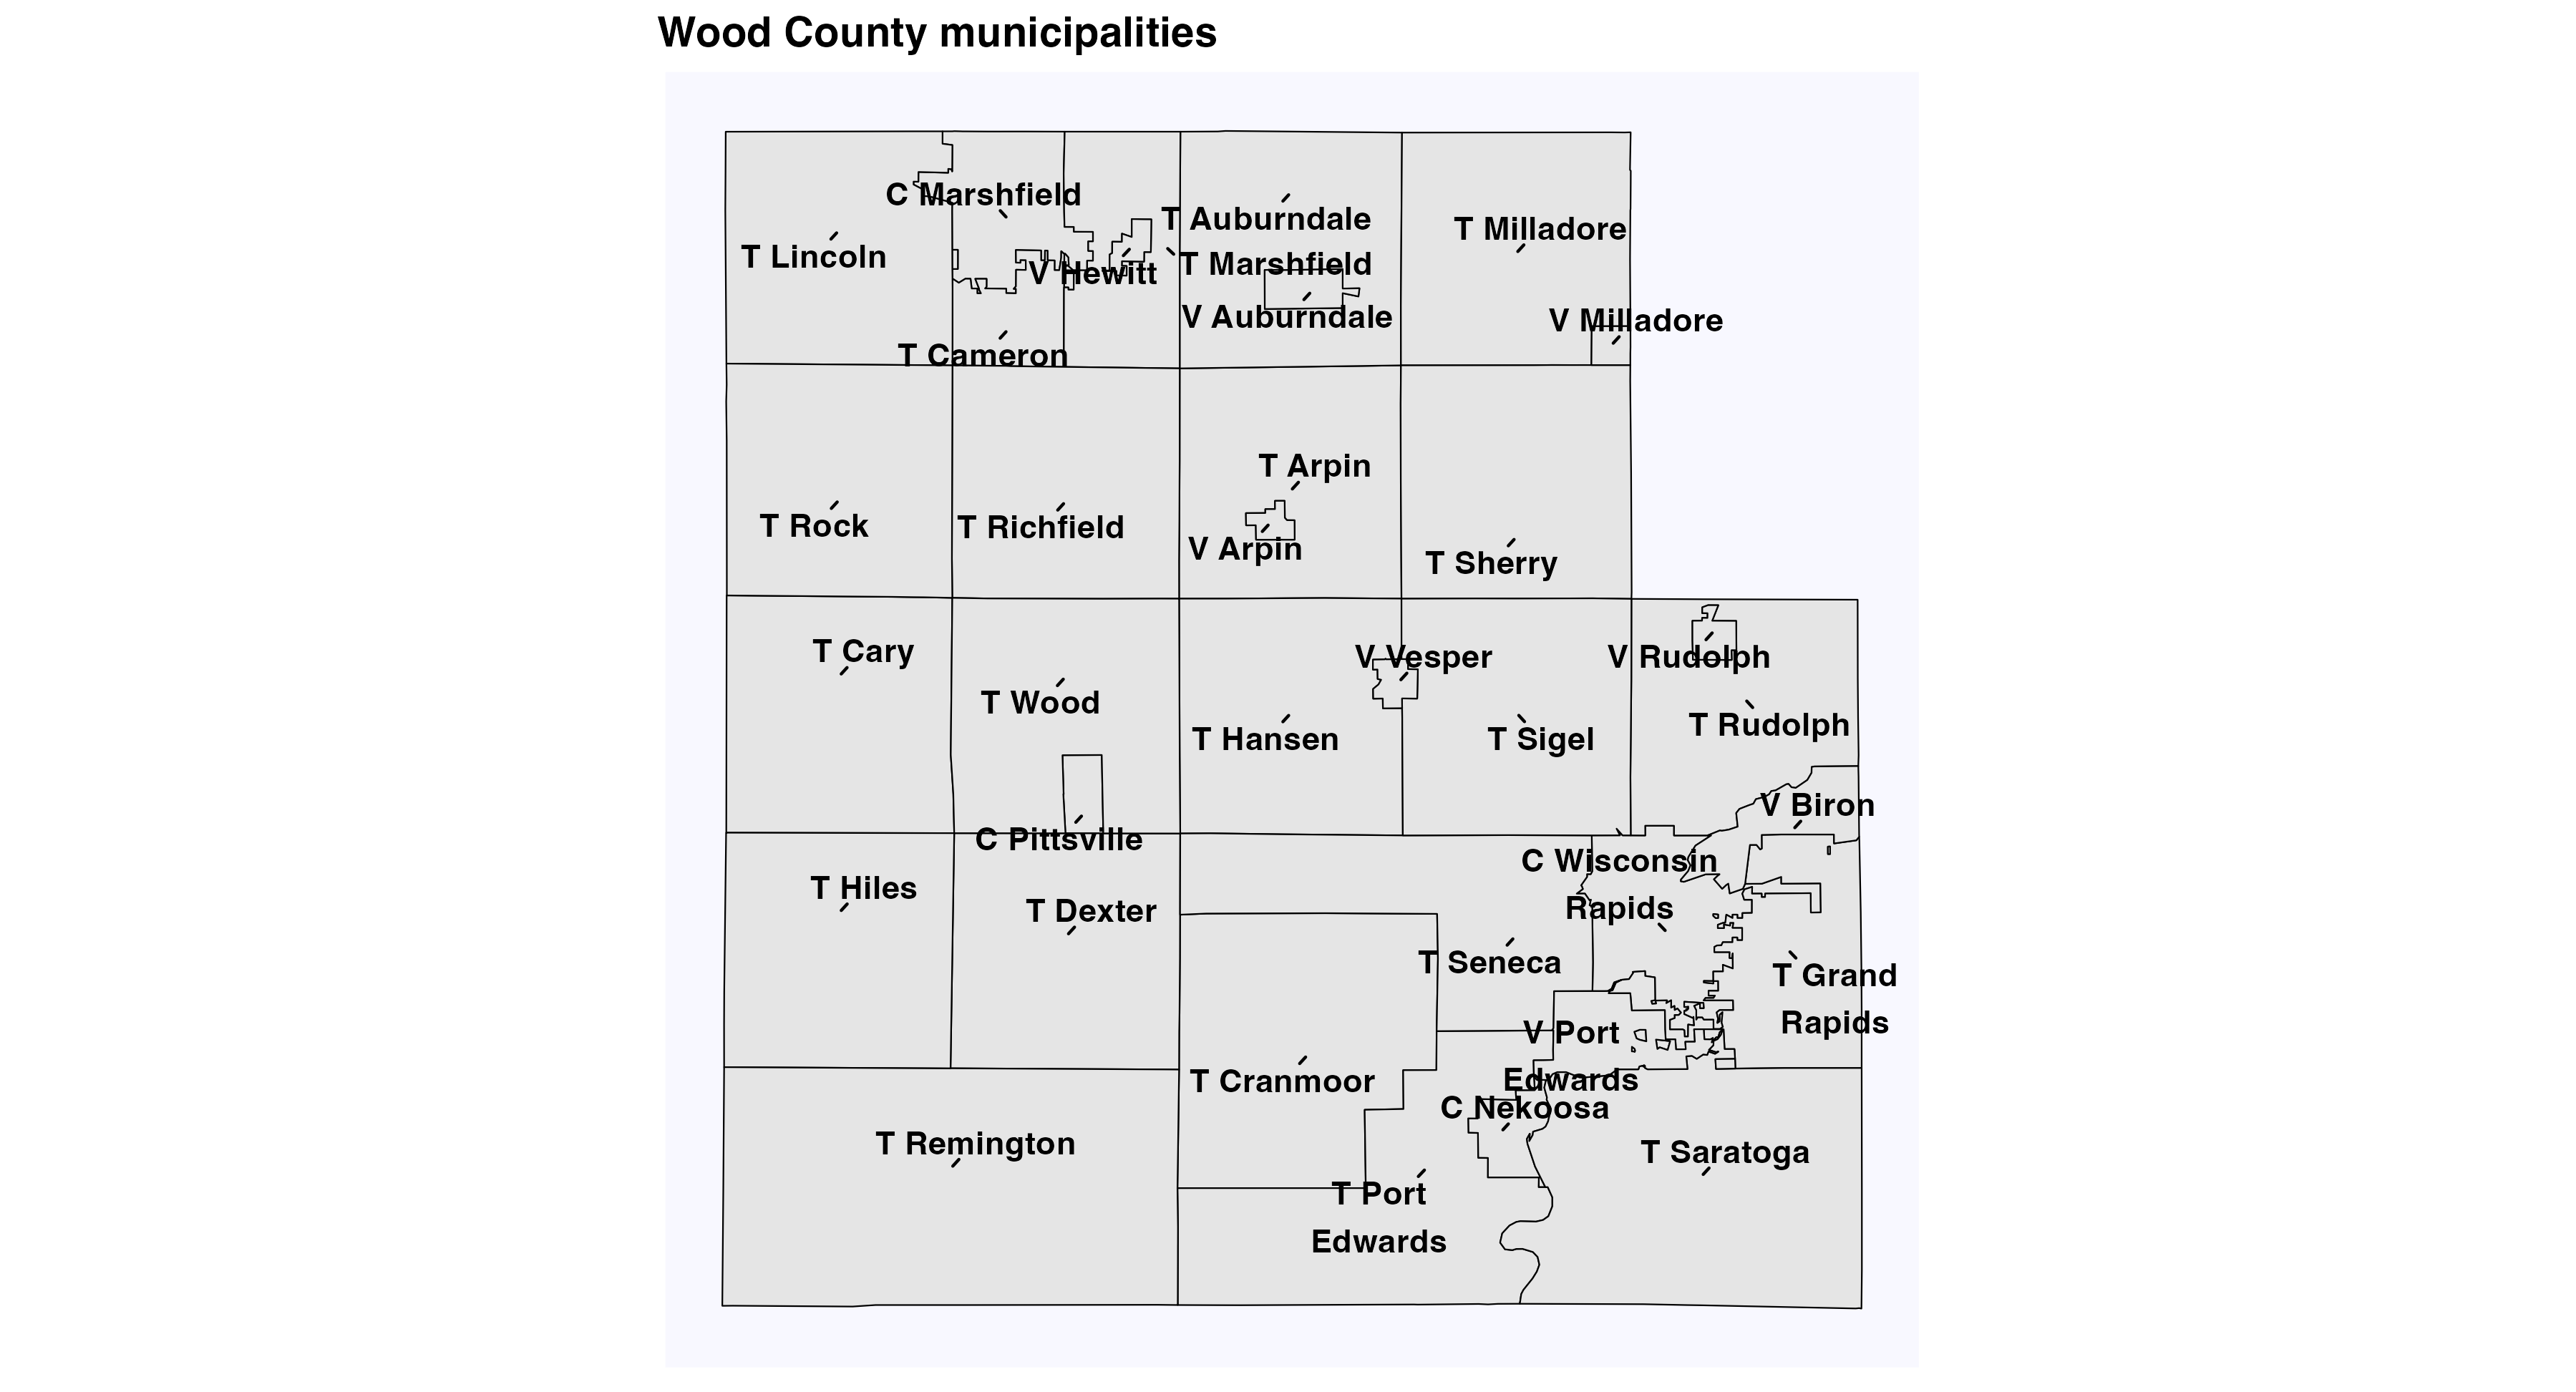 Wood County municipalities
C Marshfield
T Auburndale
T Milladore
T Lincoln
T Marshfield
V Hewitt
V Auburndale
V Milladore
T Cameron
T Arpin
T Rock
T Richfield
V Arpin
T Sherry
T Cary
V Vesper
V Rudolph
T Wood
T Rudolph
T Hansen
T Sigel
V Biron
C Pittsville
C Wisconsin
Rapids
T Hiles
T Dexter
T Seneca
T Grand
Rapids
V Port
Edwards
T Cranmoor
C Nekoosa
T Remington
T Saratoga
T Port
Edwards